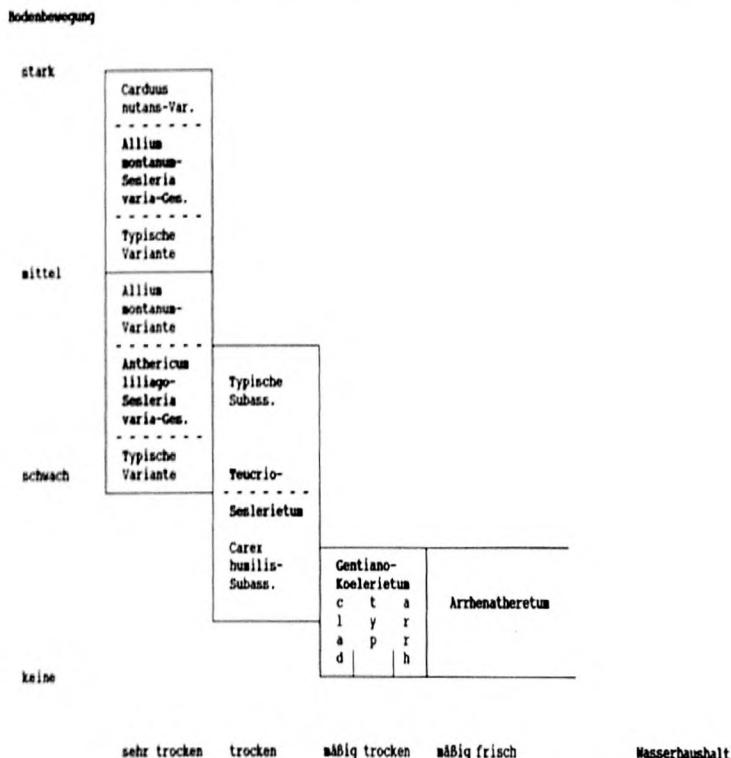 Bodenbewegung
stark
Carduus
nutans-Var.
Allium
montanum-
Sesleria
varia-Ges.
Typische
Variante
mittel
Allium
montanum-
Variante
Anthericum
liliago-
Sesleria
varia-Ges.
Typische
Variante
schwach
Typische
Subass.
Teucrio-
Seslerietum
Carex
humilis-
Subass.
Gentiano-
Koelerietum
c t a
l y r
a p r
d h
Arrhenatheretum
keine
sehr trocken trocken mäßig trocken mäßig frisch Wasserhaushalt